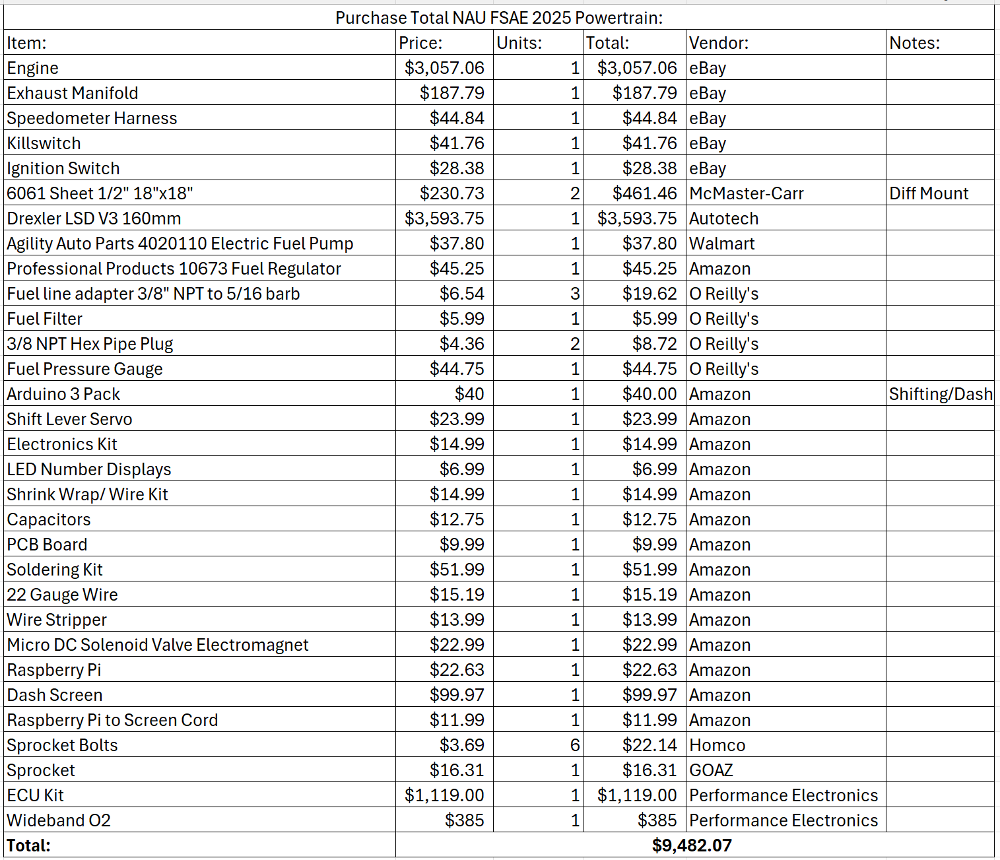 Purchase Total NAU FSAE 2025 Powertrain:
Item: Price: Units: Total: Vendor: Notes:
Engine $3,057.06 1 $3,057.06 eBay
Exhaust Manifold $187.79 1 $187.79 eBay
Speedometer Harness $44.84 1 $44.84 eBay
Killswitch $41.76 1 $41.76 eBay
Ignition Switch $28.38 1 $28.38 eBay
6061 Sheet 1/2" 18"x18" $230.73 2 $461.46 McMaster-Carr Diff Mount
Drexler LSD V3 160mm $3,593.75 1 $3,593.75 Autotech
Agility Auto Parts 4020110 Electric Fuel Pump $37.80 1 $37.80 Walmart
Professional Products 10673 Fuel Regulator $45.25 1 $45.25 Amazon
Fuel line adapter 3/8" NPT to 5/16 barb $6.54 3 $19.62 O Reilly's
Fuel Filter $5.99 1 $5.99 O Reilly's
3/8 NPT Hex Pipe Plug $4.36 2 $8.72 O Reilly's
Fuel Pressure Gauge $44.75 1 $44.75 O Reilly's
Arduino 3 Pack $40 1 $40.00 Amazon Shifting/Dash
Shift Lever Servo $23.99 1 $23.99 Amazon
Electronics Kit $14.99 1 $14.99 Amazon
LED Number Displays $6.99 1 $6.99 Amazon
Shrink Wrap/ Wire Kit $14.99 1 $14.99 Amazon
Capacitors $12.75 1 $12.75 Amazon
PCB Board $9.99 1 $9.99 Amazon
Soldering Kit $51.99 1 $51.99 Amazon
22 Gauge Wire $15.19 1 $15.19 Amazon
Wire Stripper $13.99 1 $13.99 Amazon
Micro DC Solenoid Valve Electromagnet $22.99 1 $22.99 Amazon
Raspberry Pi $22.63 1 $22.63 Amazon
Dash Screen $99.97 1 $99.97 Amazon
Raspberry Pi to Screen Cord $11.99 1 $11.99 Amazon
Sprocket Bolts $3.69 6 $22.14 Homco
Sprocket $16.31 1 $16.31 GOAZ
ECU Kit $1,119.00 1 $1,119.00 Performance Electronics
Wideband O2 $385 1 $385 Performance Electronics
Total: $9,482.07